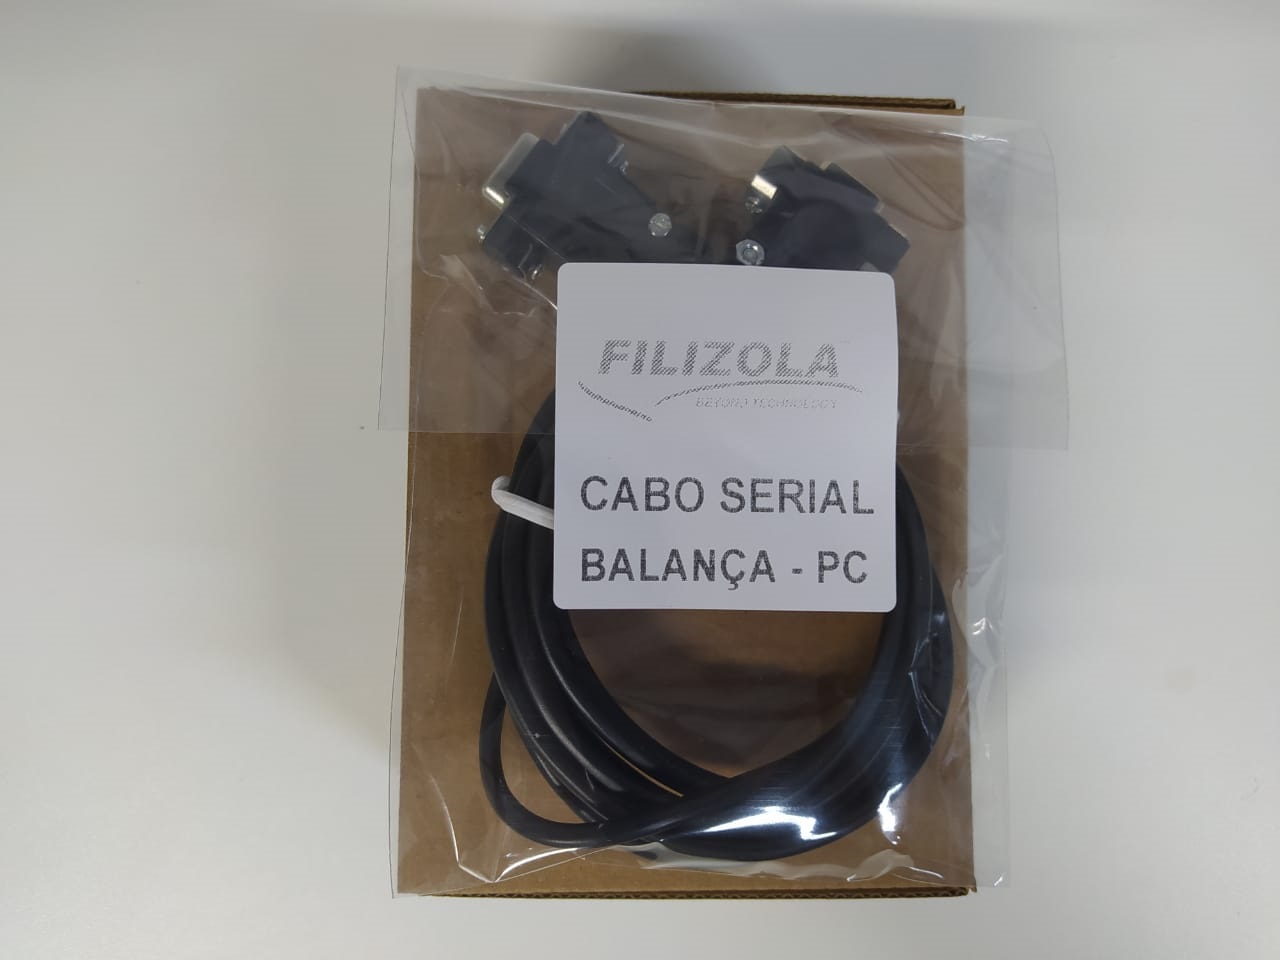 FILIZOLA
BEYOND TECHNOLOGY
CABO SERIAL
BALANÇA - PC